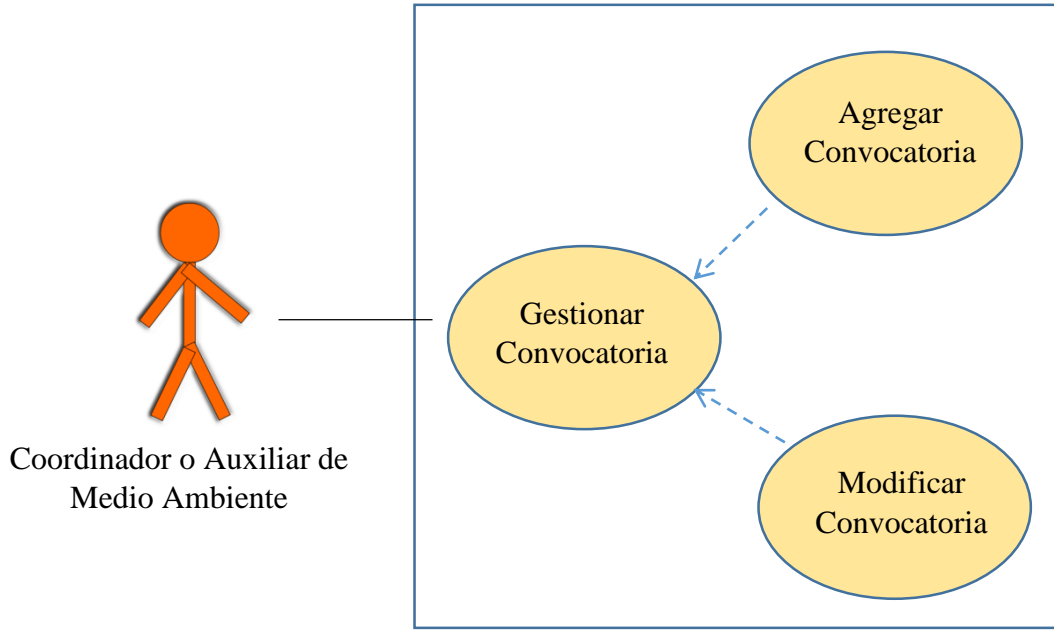 Agregar
Convocatoria
Gestionar
Convocatoria
Coordinador o Auxiliar de
Medio Ambiente
Modificar
Convocatoria